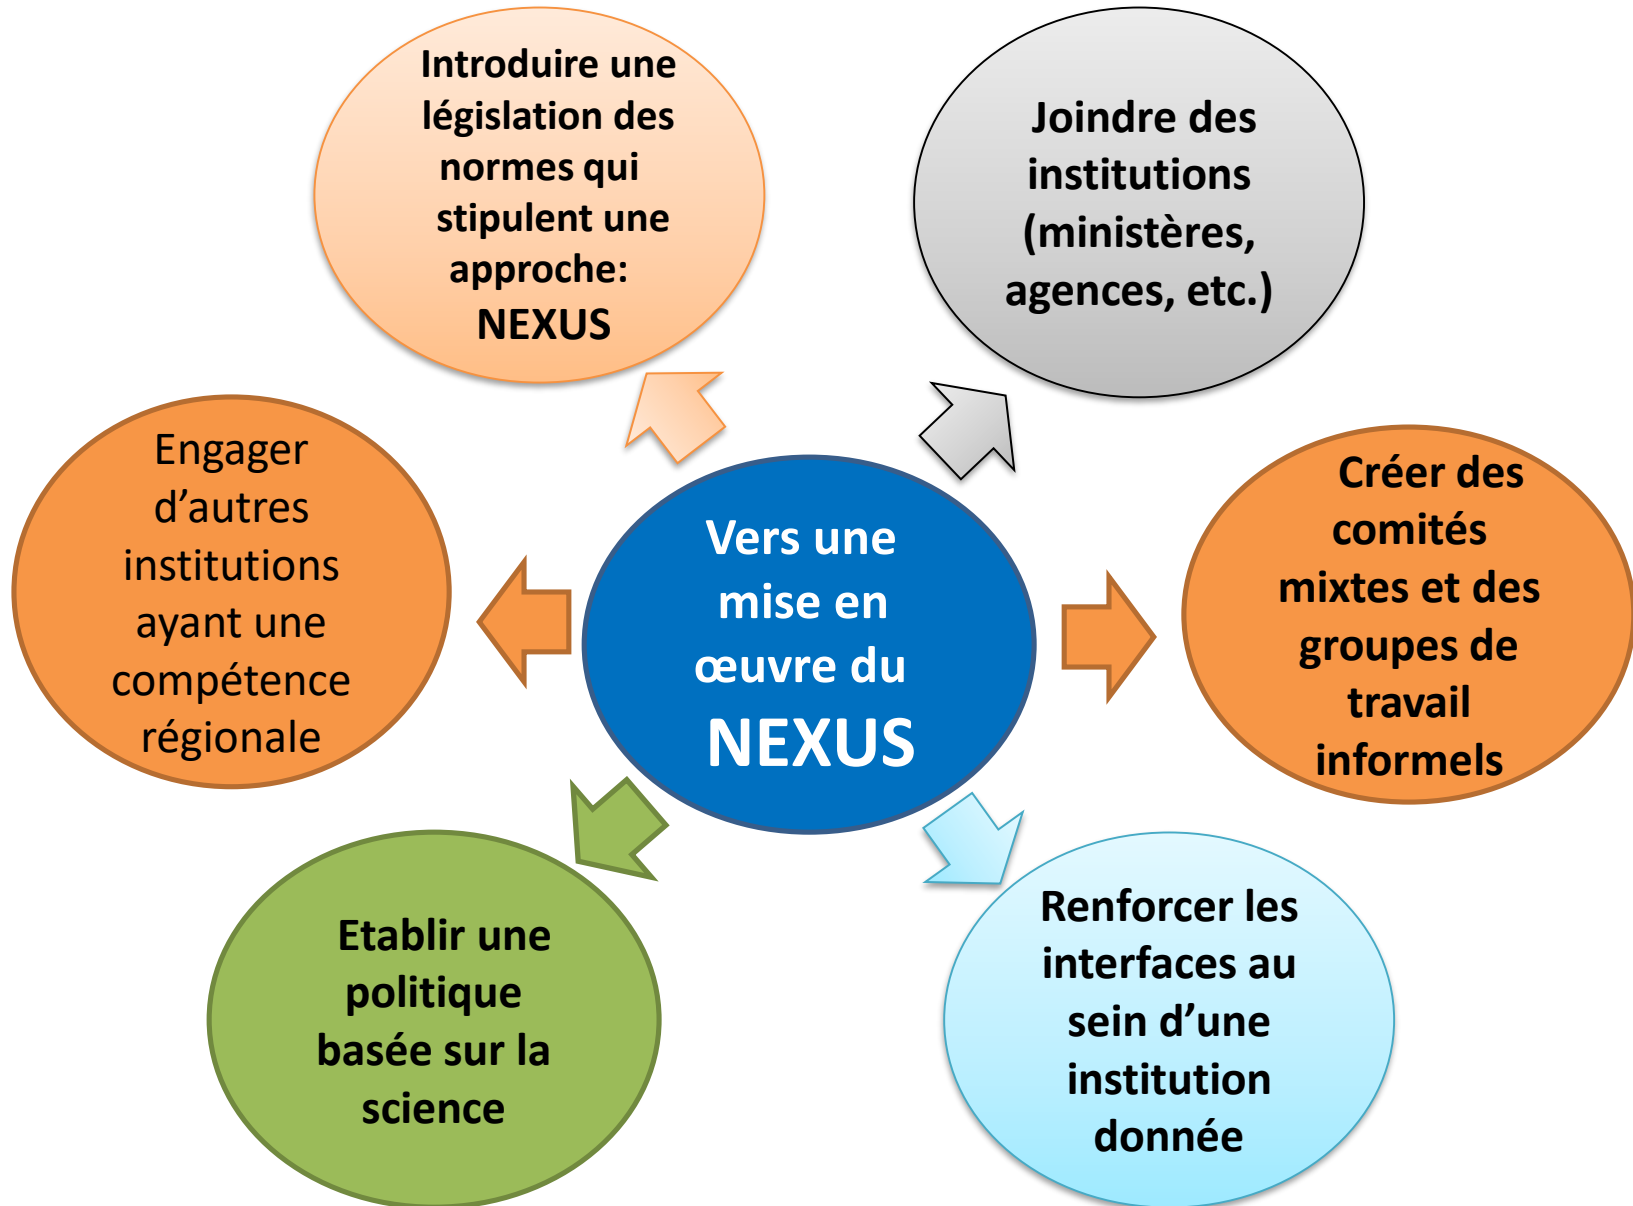 Introduire une
législation des
normes qui
stipulent une
approche:
NEXUS
Joindre des
institutions
(ministères,
agences, etc.)
Engager
d’autres
institutions
ayant une
compétence
régionale
Vers une
mise en
œuvre du
NEXUS
Créer des
comités
mixtes et des
groupes de
travail
informels
Etablir une
politique
basée sur la
science
Renforcer les
interfaces au
sein d’une
institution
donnée